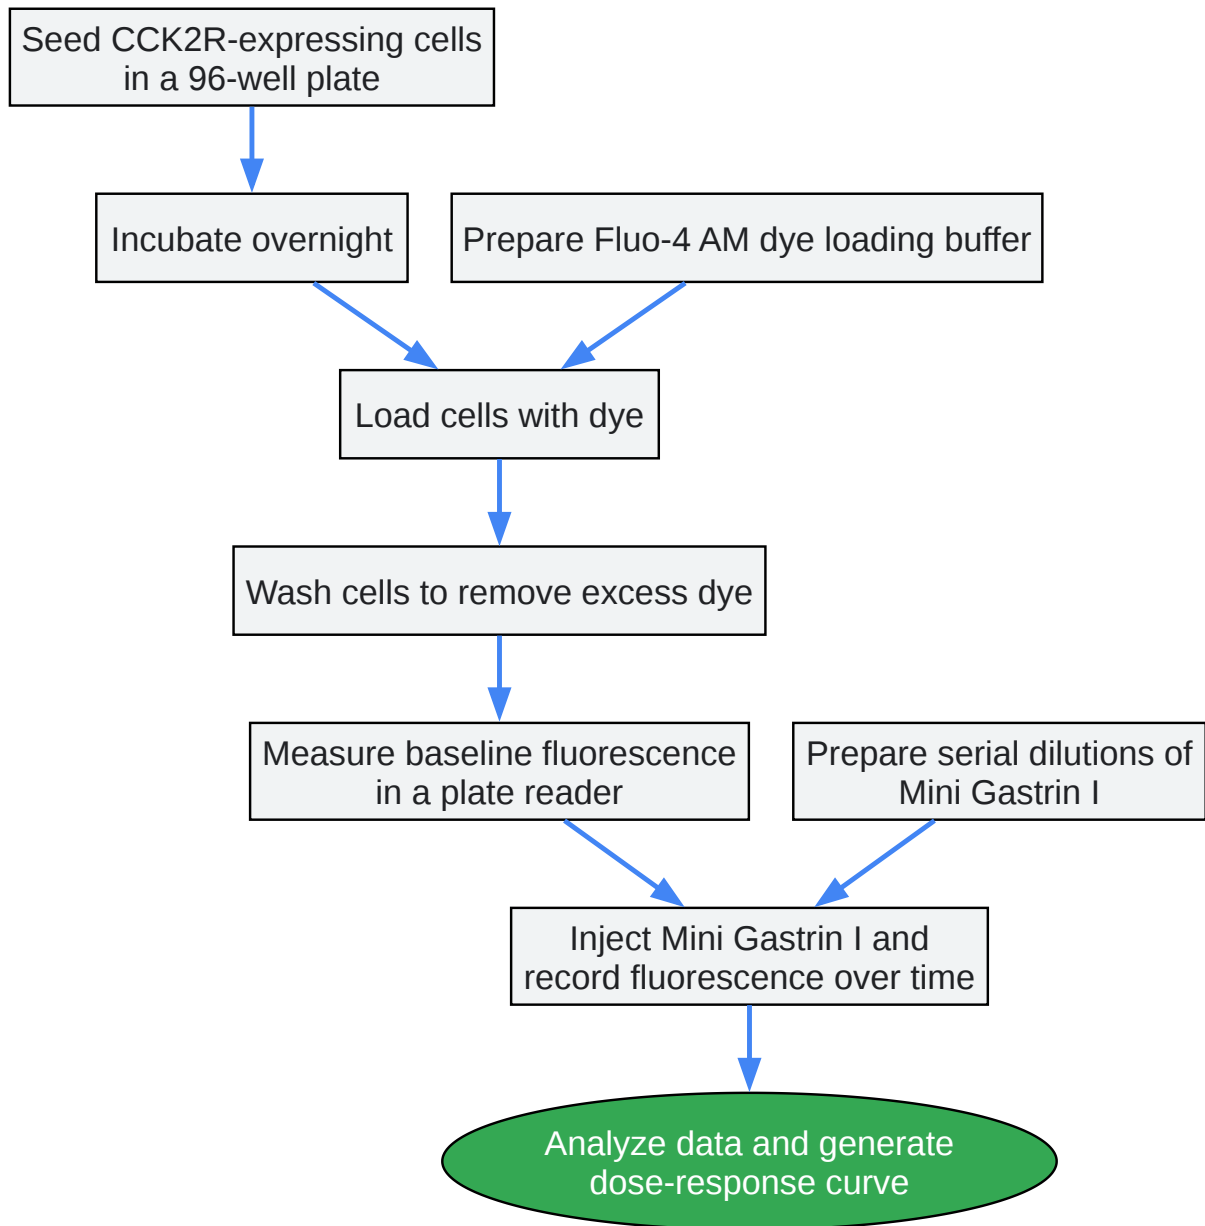 Seed CCK2R-expressing cells
in a 96-well plate
Incubate overnight
Prepare Fluo-4 AM dye loading buffer
Load cells with dye
Wash cells to remove excess dye
Measure baseline fluorescence
in a plate reader
Prepare serial dilutions of
Mini Gastrin I
Inject Mini Gastrin I and
record fluorescence over time
Analyze data and generate
dose-response curve